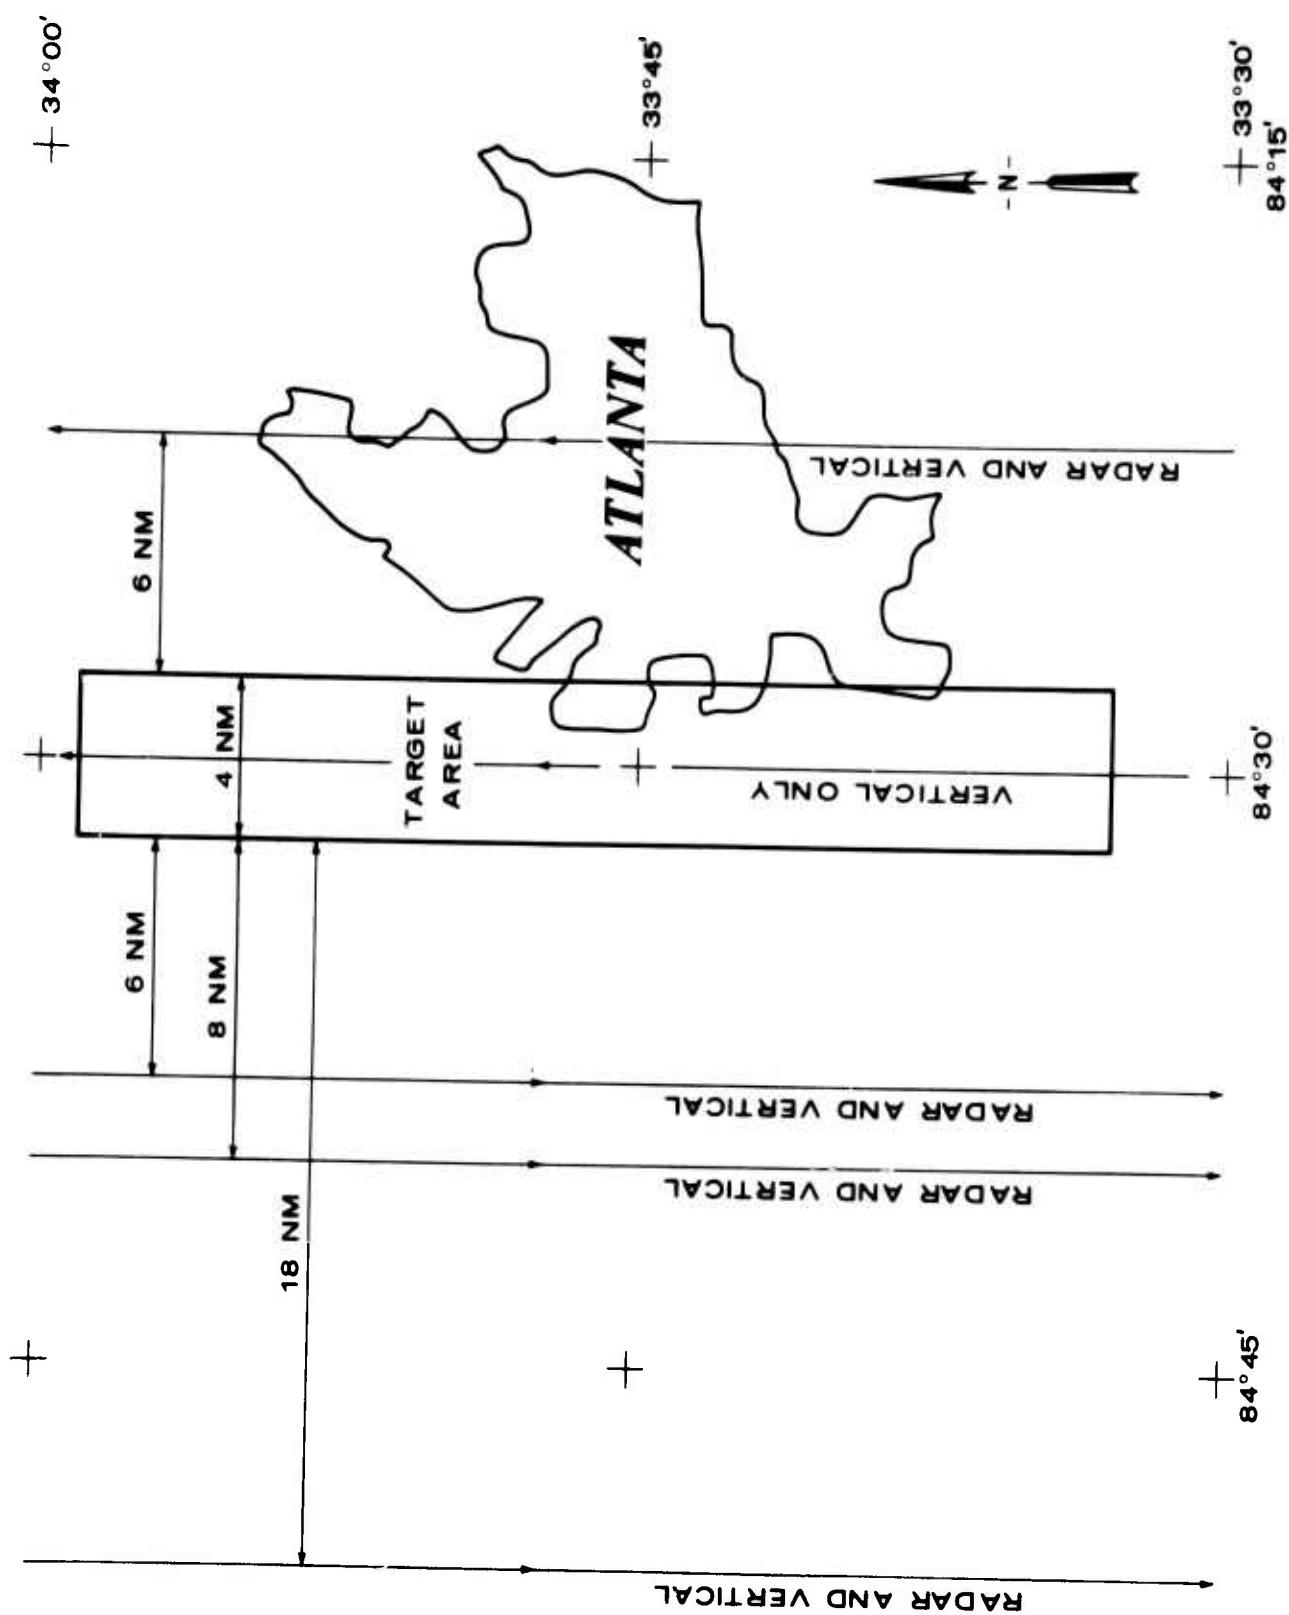 34°00'
33°45'
33°30'
84°15'
-N-
ATLANTA
RADAR AND VERTICAL
6 NM
4 NM
TARGET
AREA
VERTICAL ONLY
84°30'
6 NM
8 NM
RADAR AND VERTICAL
RADAR AND VERTICAL
18 NM
84°45'
RADAR AND VERTICAL